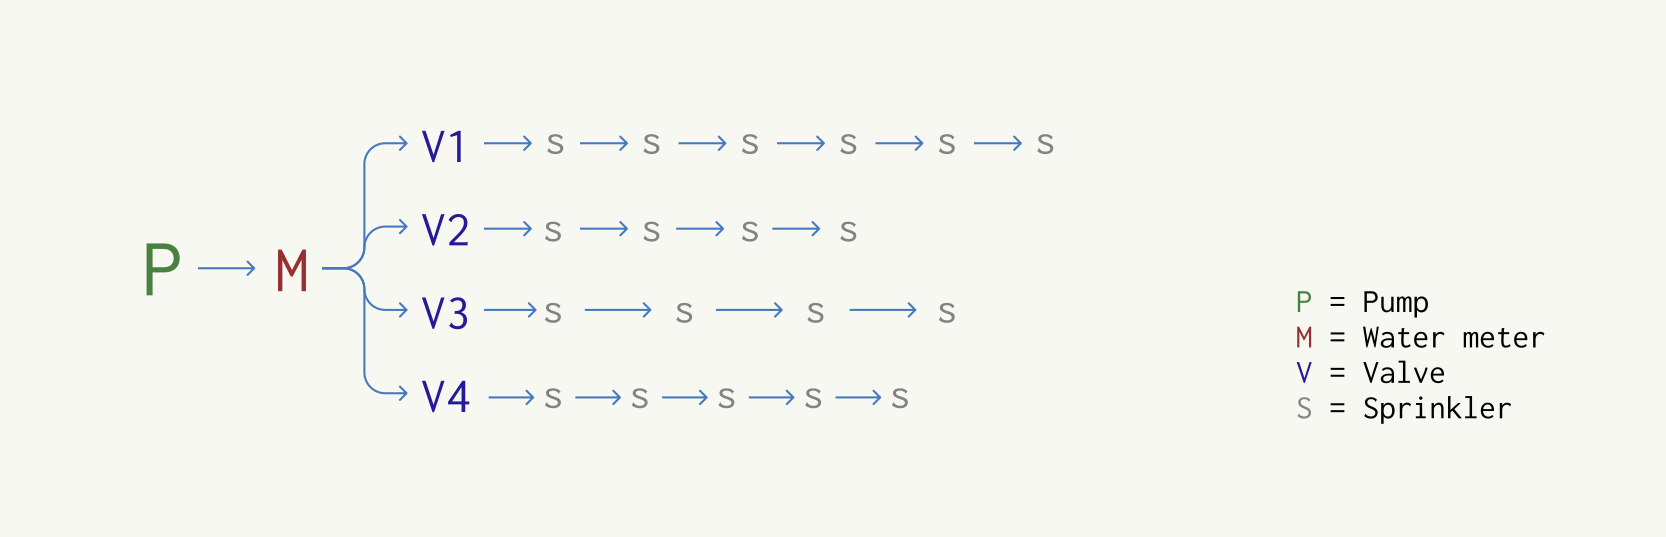 V1 S S S S S S
V2 S S S S
P M
V3 S S S S
V4 S S S S S
P = Pump
M = Water meter
V = Valve
S = Sprinkler